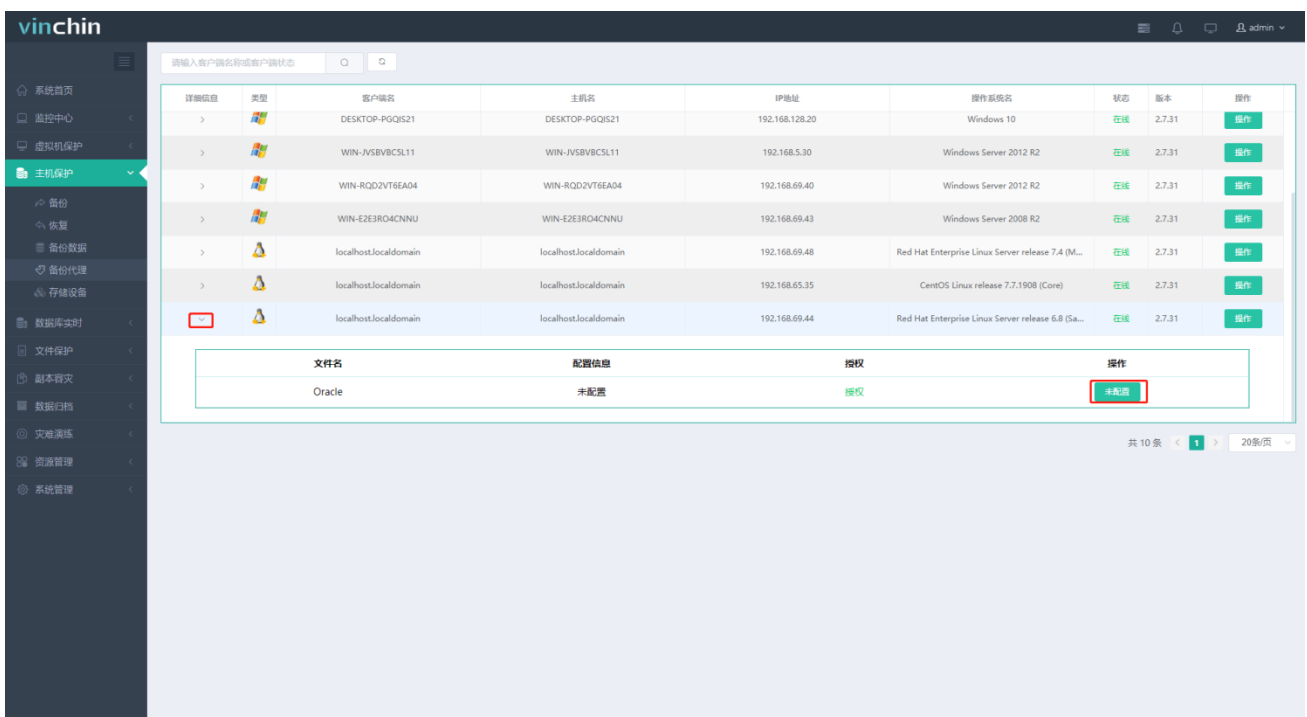 vinchin
admin
系统首页
监控中心
虚拟机保护
主机保护
备份
恢复
备份数据
备份代理
存储设备
数据库实时
文件保护
副本容灾
数据归档
灾难演练
资源管理
系统管理
请输入客户端名称或客户端状态
详细信息 类型 客户端名 主机名 IP地址 操作系统名 状态 版本 操作
DESKTOP-PGQIS21 DESKTOP-PGQIS21 192.168.128.20 Windows 10 在线 2.7.31 操作
WIN-JVSBVBC5L11 WIN-JVSBVBC5L11 192.168.5.30 Windows Server 2012 R2 在线 2.7.31 操作
WIN-RQD2VT6EA04 WIN-RQD2VT6EA04 192.168.69.40 Windows Server 2012 R2 在线 2.7.31 操作
WIN-E2E3RO4CNNU WIN-E2E3RO4CNNU 192.168.69.43 Windows Server 2008 R2 在线 2.7.31 操作
localhost.localdomain localhost.localdomain 192.168.69.48 Red Hat Enterprise Linux Server release 7.4 (M... 在线 2.7.31 操作
localhost.localdomain localhost.localdomain 192.168.65.35 CentOS Linux release 7.7.1908 (Core) 在线 2.7.31 操作
localhost.localdomain localhost.localdomain 192.168.69.44 Red Hat Enterprise Linux Server release 6.8 (Sa... 在线 2.7.31 操作
文件名 配置信息 授权 操作
Oracle 未配置 授权 未配置
共 10 条 1 20条/页